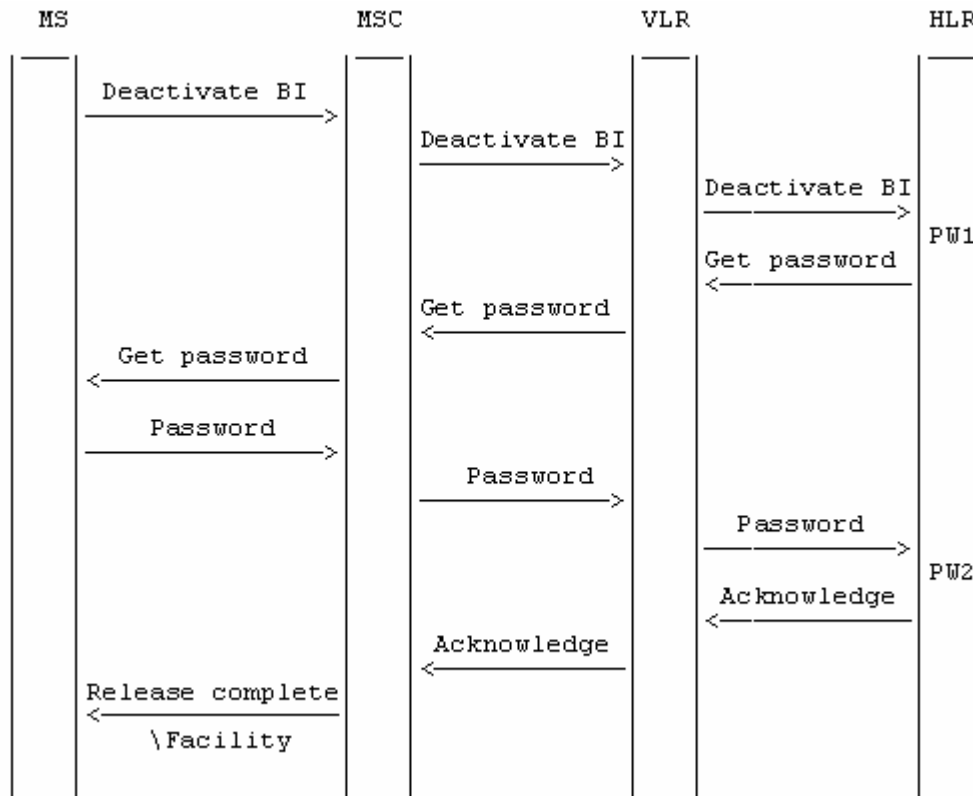 MS MSC VLR HLR
Deactivate BI
Deactivate BI
Deactivate BI
PW1
Get password
Get password
Get password
Password
Password
Password
PW2
Acknowledge
Acknowledge
Release complete
\Facility